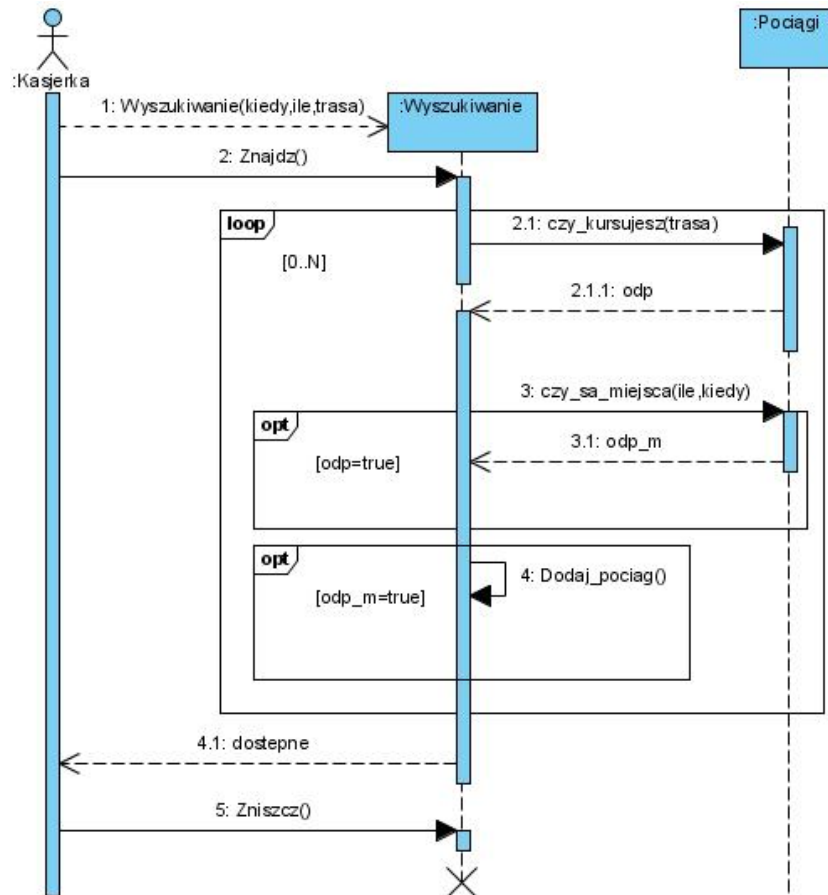 :Pociągi
:Kasjerka
1: Wyszukiwanie(kiedy,ile,trasa)
:Wyszukiwanie
2: Znajdz()
loop
2.1: czy_kursujesz(trasa)
[0..N]
2.1.1: odp
3: czy_sa_miejsca(ile,kiedy)
opt
3.1: odp_m
[odp=true]
opt
4: Dodaj_pociag()
[odp_m=true]
4.1: dostepne
5: Zniszcz()